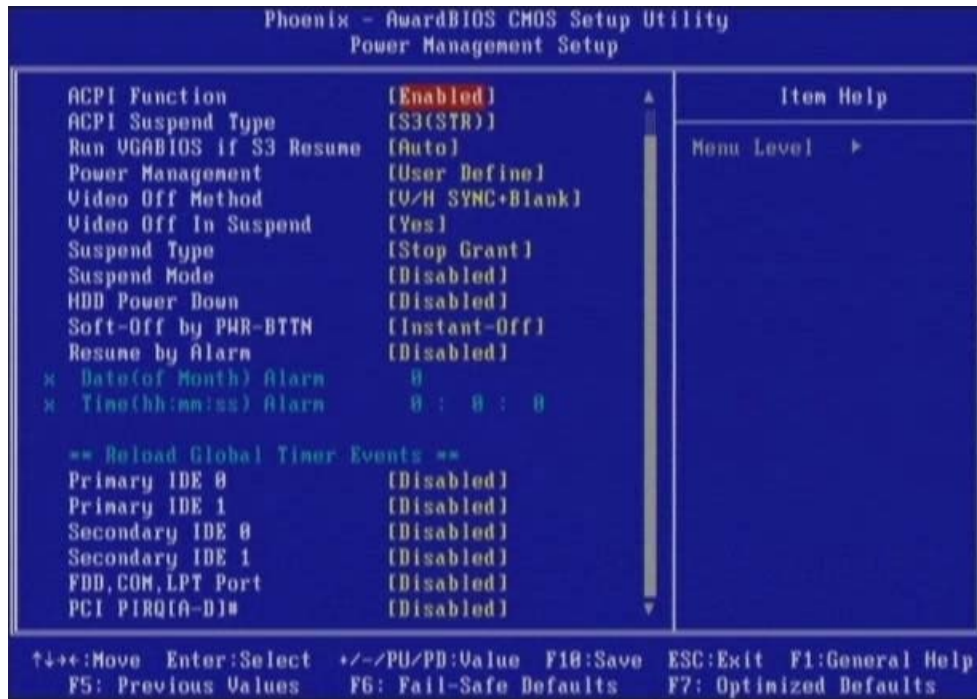 Phoenix - AwardBIOS CMOS Setup Utility
Power Management Setup
ACPI Function [Enabled]
ACPI Suspend Type [S3(STR)]
Run VGABIOS if S3 Resume [Auto]
Power Management [User Define]
Video Off Method [V/H SYNC+Blank]
Video Off In Suspend [Yes]
Suspend Type [Stop Grant]
Suspend Mode [Disabled]
HDD Power Down [Disabled]
Soft-Off by PWR-BTTN [Instant-Off]
Resume by Alarm [Disabled]
x Date(of Month) Alarm 0
x Time(hh:mm:ss) Alarm 0 : 0 : 0
** Reload Global Timer Events **
Primary IDE 0 [Disabled]
Primary IDE 1 [Disabled]
Secondary IDE 0 [Disabled]
Secondary IDE 1 [Disabled]
FDD,COM,LPT Port [Disabled]
PCI PIRQ[A-D]# [Disabled]
Item Help
Menu Level ►
↑↓→←:Move Enter:Select +/-/PU/PD:Value F10:Save ESC:Exit F1:General Help
F5: Previous Values F6: Fail-Safe Defaults F7: Optimized Defaults